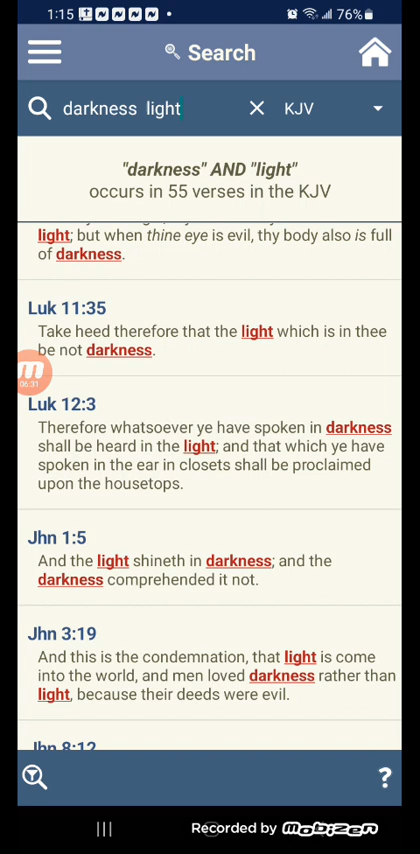 1:15
76%
Search
darkness light
KJV
"darkness" AND "light"
occurs in 55 verses in the KJV
light; but when thine eye is evil, thy body also is full
of darkness.
Luk 11:35
Take heed therefore that the light which is in thee
be not darkness.
06:31
Luk 12:3
Therefore whatsoever ye have spoken in darkness
shall be heard in the light; and that which ye have
spoken in the ear in closets shall be proclaimed
upon the housetops.
Jhn 1:5
And the light shineth in darkness; and the
darkness comprehended it not.
Jhn 3:19
And this is the condemnation, that light is come
into the world, and men loved darkness rather than
light, because their deeds were evil.
Jhn 8:12
?
Recorded by mobizen